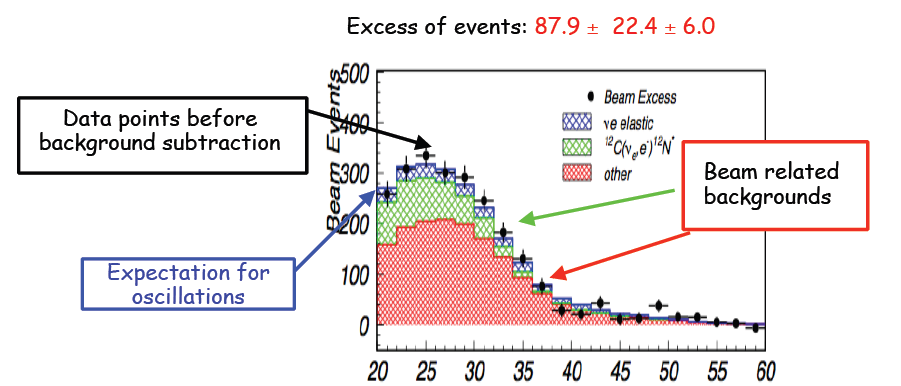 Excess of events: 87.9 ± 22.4 ± 6.0
Data points before
background subtraction
Expectation for
oscillations
Beam Events
500
400
300
200
100
0
20 25 30 35 40 45 50 55 60
Beam Excess
νe elastic
¹²C(νₑ,e⁻)¹²N*
other
Beam related
backgrounds